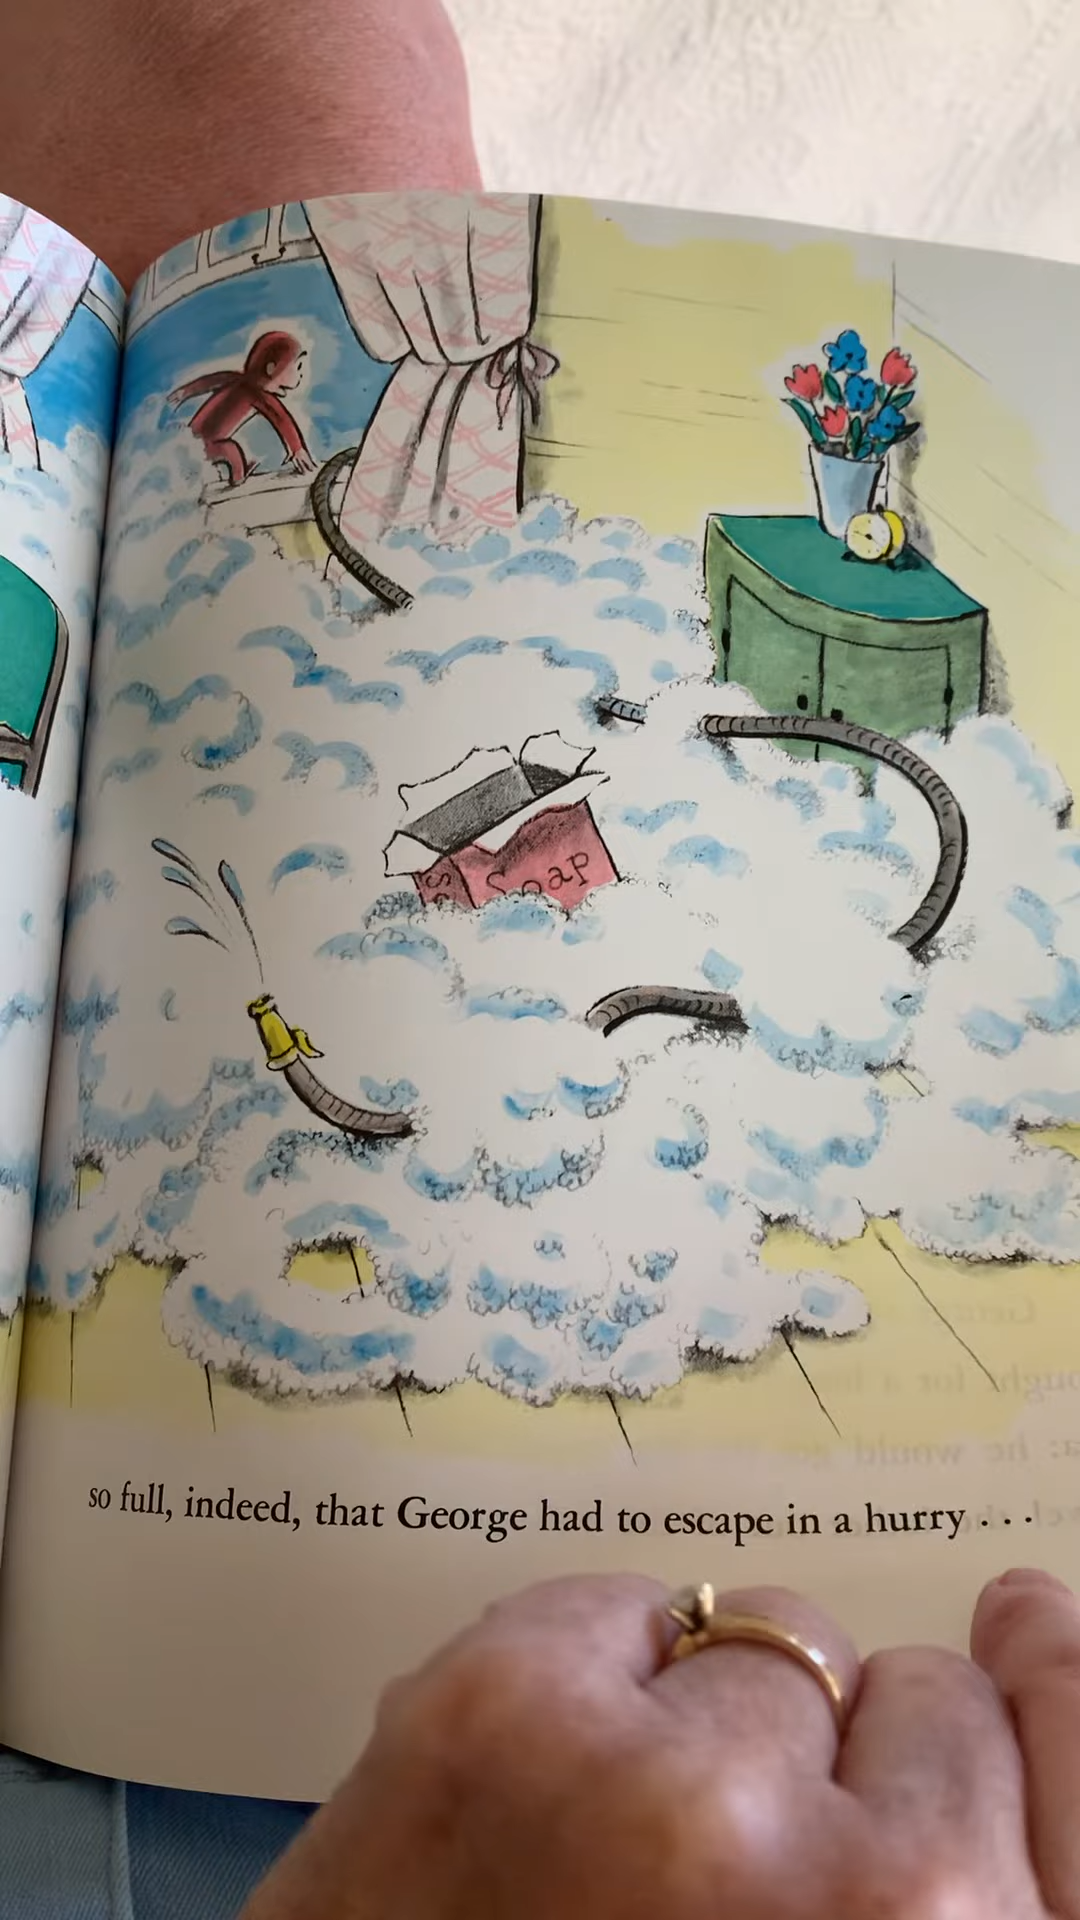 Soap
so full, indeed, that George had to escape in a hurry . . .